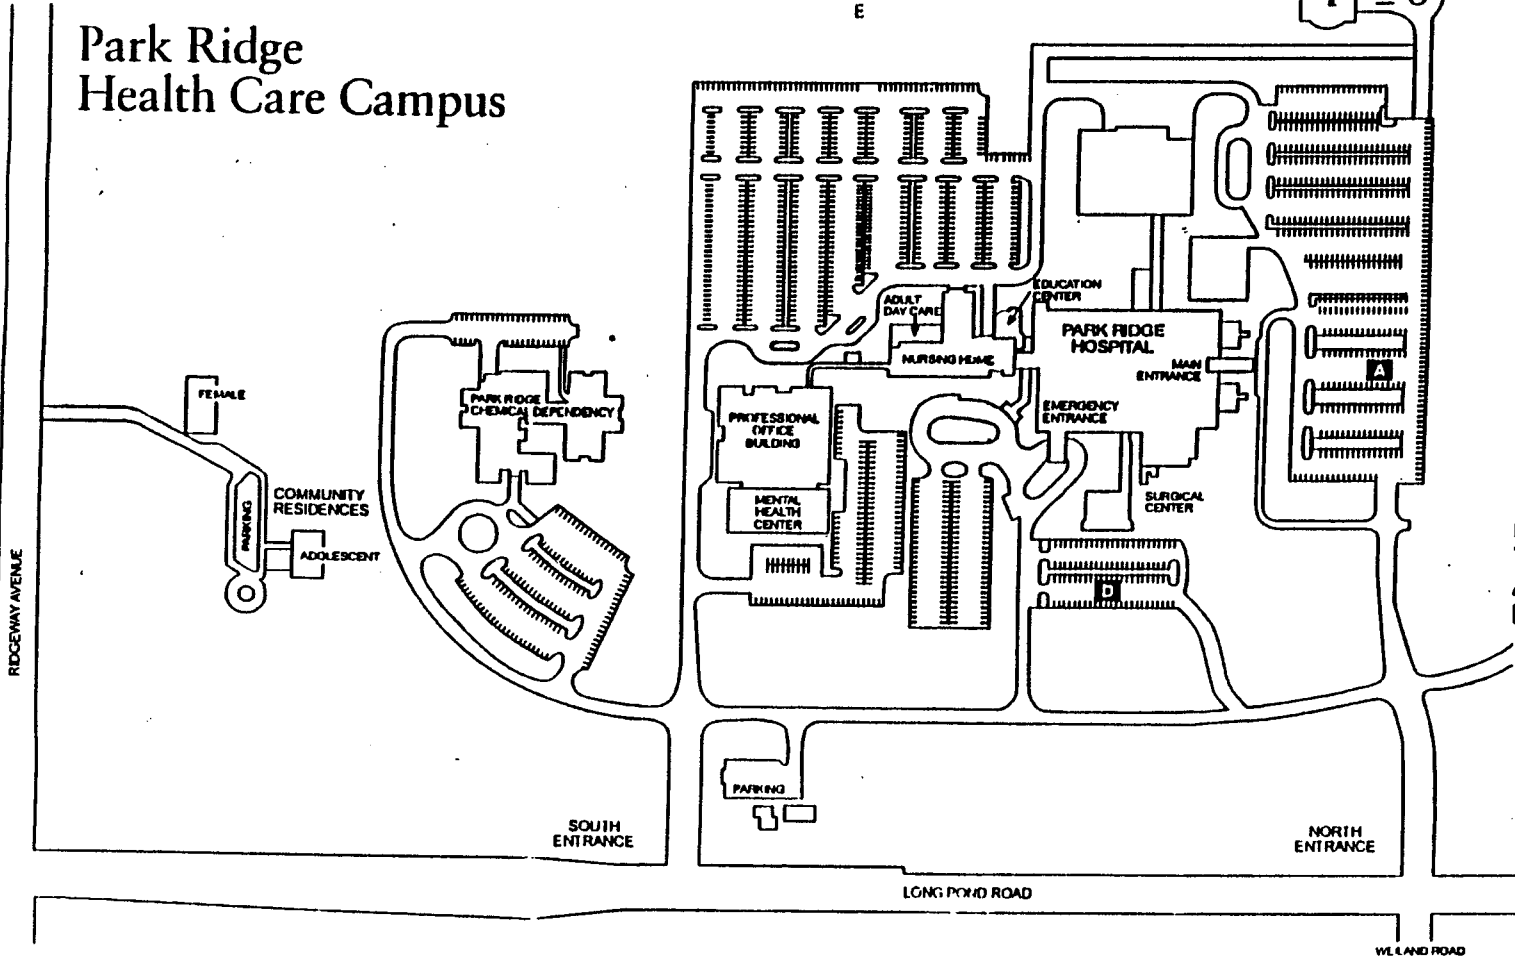 E
Park Ridge
Health Care Campus
EDUCATION
CENTER
ADULT
DAY CARE
PARK RIDGE
HOSPITAL
NURSING HOME
MAIN
ENTRANCE
A
FEMALE
PARK RIDGE
CHEMICAL DEPENDENCY
EMERGENCY
ENTRANCE
PROFESSIONAL
OFFICE
BUILDING
COMMUNITY
RESIDENCES
PARKING
MENTAL
HEALTH
CENTER
SURGICAL
CENTER
ADOLESCENT
D
RIDGEWAY AVENUE
PARKING
SOUTH
ENTRANCE
NORTH
ENTRANCE
LONG POND ROAD
WEILAND ROAD